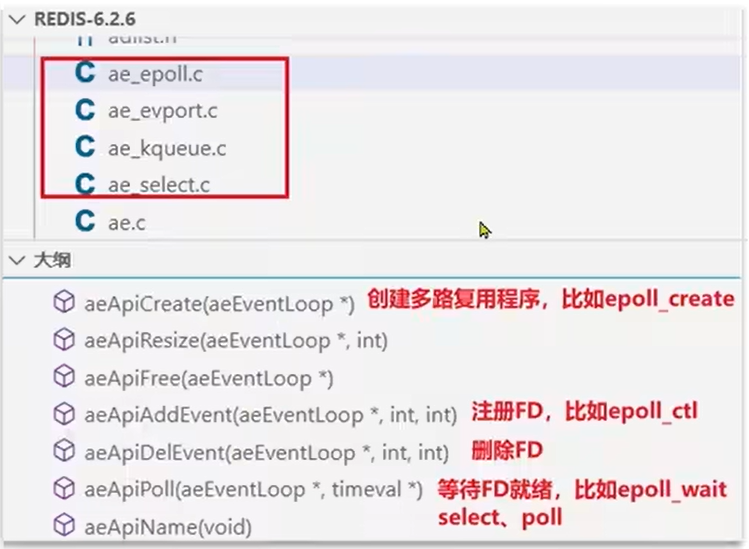 REDIS-6.2.6
adlist.h
C ae_epoll.c
C ae_evport.c
C ae_kqueue.c
C ae_select.c
C ae.c
大纲
aeApiCreate(aeEventLoop *) 创建多路复用程序，比如epoll_create
aeApiResize(aeEventLoop *, int)
aeApiFree(aeEventLoop *)
aeApiAddEvent(aeEventLoop *, int, int) 注册FD，比如epoll_ctl
aeApiDelEvent(aeEventLoop *, int, int) 删除FD
aeApiPoll(aeEventLoop *, timeval *) 等待FD就绪，比如epoll_wait
select、poll
aeApiName(void)